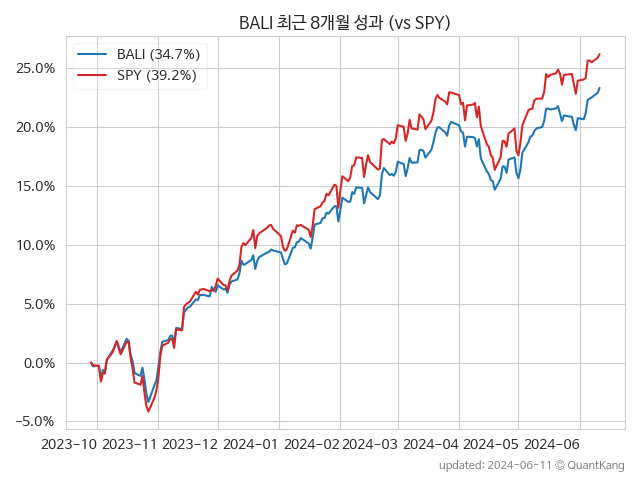 BALI 최근 8개월 성과 (vs SPY)
BALI (34.7%)
SPY (39.2%)
25.0%
20.0%
15.0%
10.0%
5.0%
0.0%
−5.0%
2023−10 2023−11 2023−12 2024−01 2024−02 2024−03 2024−04 2024−05 2024−06
updated: 2024-06-11 © QuantKang